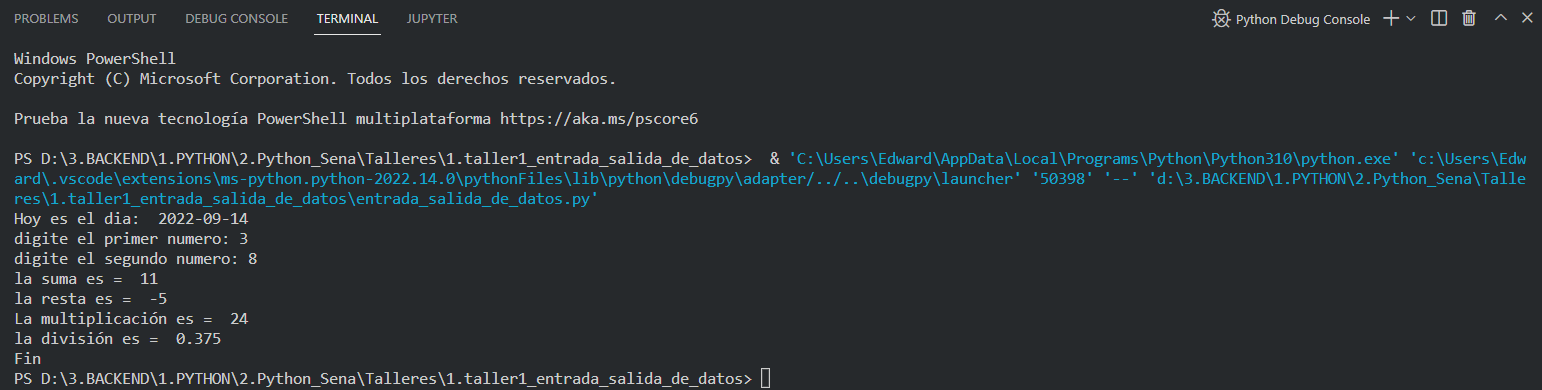 PROBLEMS OUTPUT DEBUG CONSOLE TERMINAL JUPYTER Python Debug Console
Windows PowerShell
Copyright (C) Microsoft Corporation. Todos los derechos reservados.
Prueba la nueva tecnología PowerShell multiplataforma https://aka.ms/pscore6
PS D:\3.BACKEND\1.PYTHON\2.Python_Sena\Talleres\1.taller1_entrada_salida_de_datos>  & 'C:\Users\Edward\AppData\Local\Programs\Python\Python310\python.exe' 'c:\Users\Edw
ard\.vscode\extensions\ms-python.python-2022.14.0\pythonFiles\lib\python\debugpy\adapter/../..\debugpy\launcher' '50398' '--' 'd:\3.BACKEND\1.PYTHON\2.Python_Sena\Talle
res\1.taller1_entrada_salida_de_datos\entrada_salida_de_datos.py'
Hoy es el dia:  2022-09-14
digite el primer numero: 3
digite el segundo numero: 8
la suma es =  11
la resta es =  -5
La multiplicación es =  24
la división es =  0.375
Fin
PS D:\3.BACKEND\1.PYTHON\2.Python_Sena\Talleres\1.taller1_entrada_salida_de_datos>